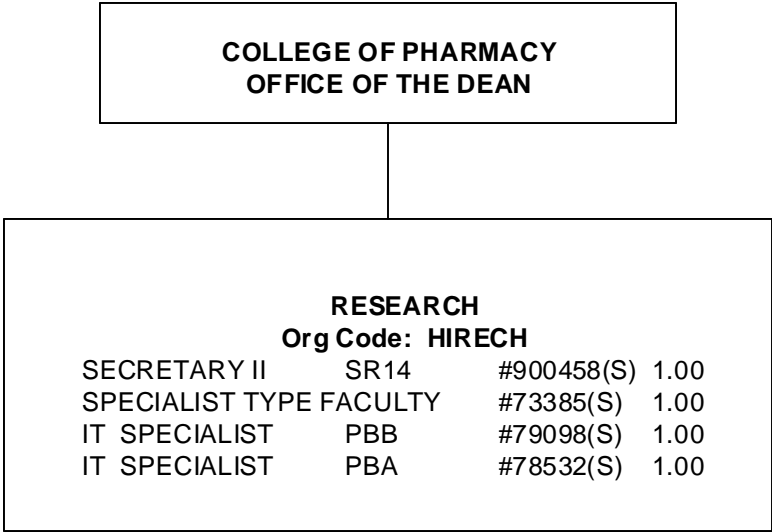 COLLEGE OF PHARMACY
OFFICE OF THE DEAN
RESEARCH
Org Code: HIRECH
SECRETARY II SR14 #900458(S) 1.00
SPECIALIST TYPE FACULTY #73385(S) 1.00
IT SPECIALIST PBB #79098(S) 1.00
IT SPECIALIST PBA #78532(S) 1.00